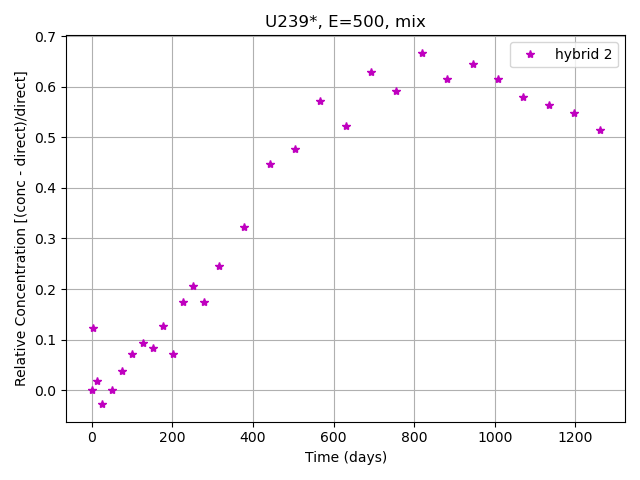 U239*, E=500, mix
hybrid 2
Relative Concentration [(conc - direct)/direct]
0.7
0.6
0.5
0.4
0.3
0.2
0.1
0.0
0 200 400 600 800 1000 1200
Time (days)